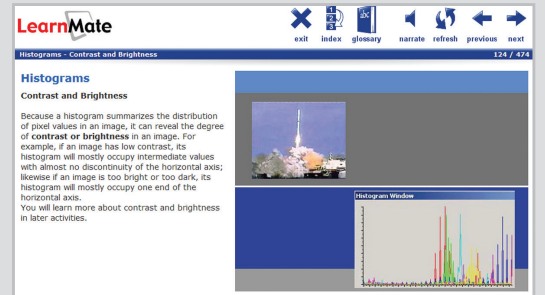 LearnMate
exit index glossary narrate refresh previous next
Histograms - Contrast and Brightness 124 / 474
Histograms
Contrast and Brightness
Because a histogram summarizes the distribution
of pixel values in an image, it can reveal the degree
of contrast or brightness in an image. For
example, if an image has low contrast, its
histogram will mostly occupy intermediate values
with almost no discontinuity of the horizontal axis;
likewise if an image is too bright or too dark, its
histogram will mostly occupy one end of the
horizontal axis.
You will learn more about contrast and brightness
in later activities.
Histogram Window